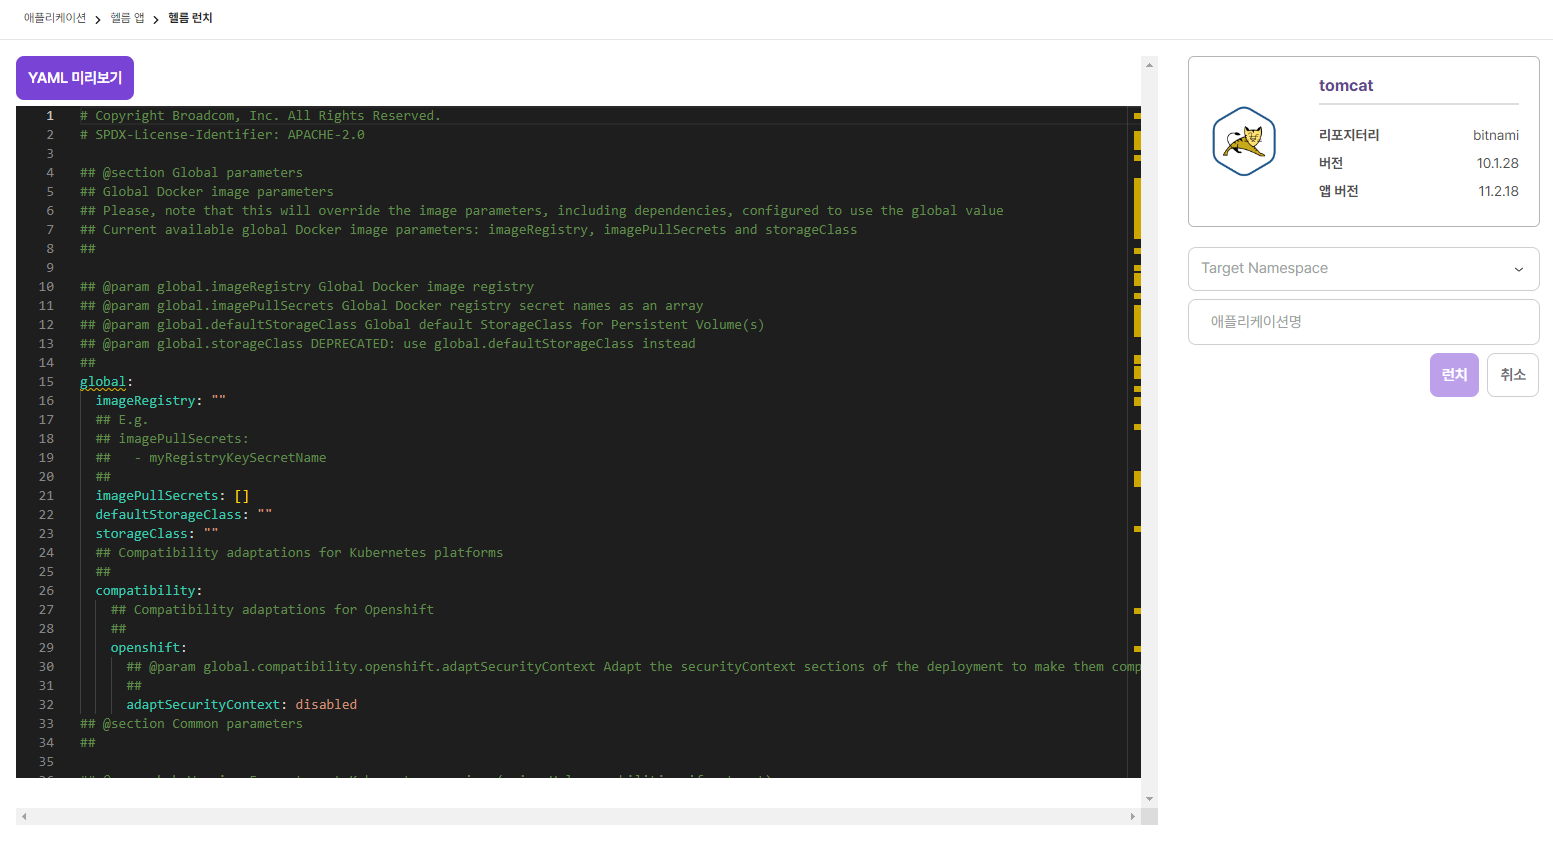 애플리케이션 > 헬름 앱 > 헬름 런치
YAML 미리보기
1 # Copyright Broadcom, Inc. All Rights Reserved.
2 # SPDX-License-Identifier: APACHE-2.0
3
4 ## @section Global parameters
5 ## Global Docker image parameters
6 ## Please, note that this will override the image parameters, including dependencies, configured to use the global value
7 ## Current available global Docker image parameters: imageRegistry, imagePullSecrets and storageClass
8 ##
9
10 ## @param global.imageRegistry Global Docker image registry
11 ## @param global.imagePullSecrets Global Docker registry secret names as an array
12 ## @param global.defaultStorageClass Global default StorageClass for Persistent Volume(s)
13 ## @param global.storageClass DEPRECATED: use global.defaultStorageClass instead
14 ##
15 global:
16   imageRegistry: ""
17   ## E.g.
18   ## imagePullSecrets:
19   ##   - myRegistryKeySecretName
20   ##
21   imagePullSecrets: []
22   defaultStorageClass: ""
23   storageClass: ""
24   ## Compatibility adaptations for Kubernetes platforms
25   ##
26   compatibility:
27     ## Compatibility adaptations for Openshift
28     ##
29     openshift:
30       ## @param global.compatibility.openshift.adaptSecurityContext Adapt the securityContext sections of the deployment to make them comp
31       ##
32       adaptSecurityContext: disabled
33 ## @section Common parameters
34 ##
35
tomcat
리포지터리 bitnami
버전 10.1.28
앱 버전 11.2.18
Target Namespace
애플리케이션명
런치 취소